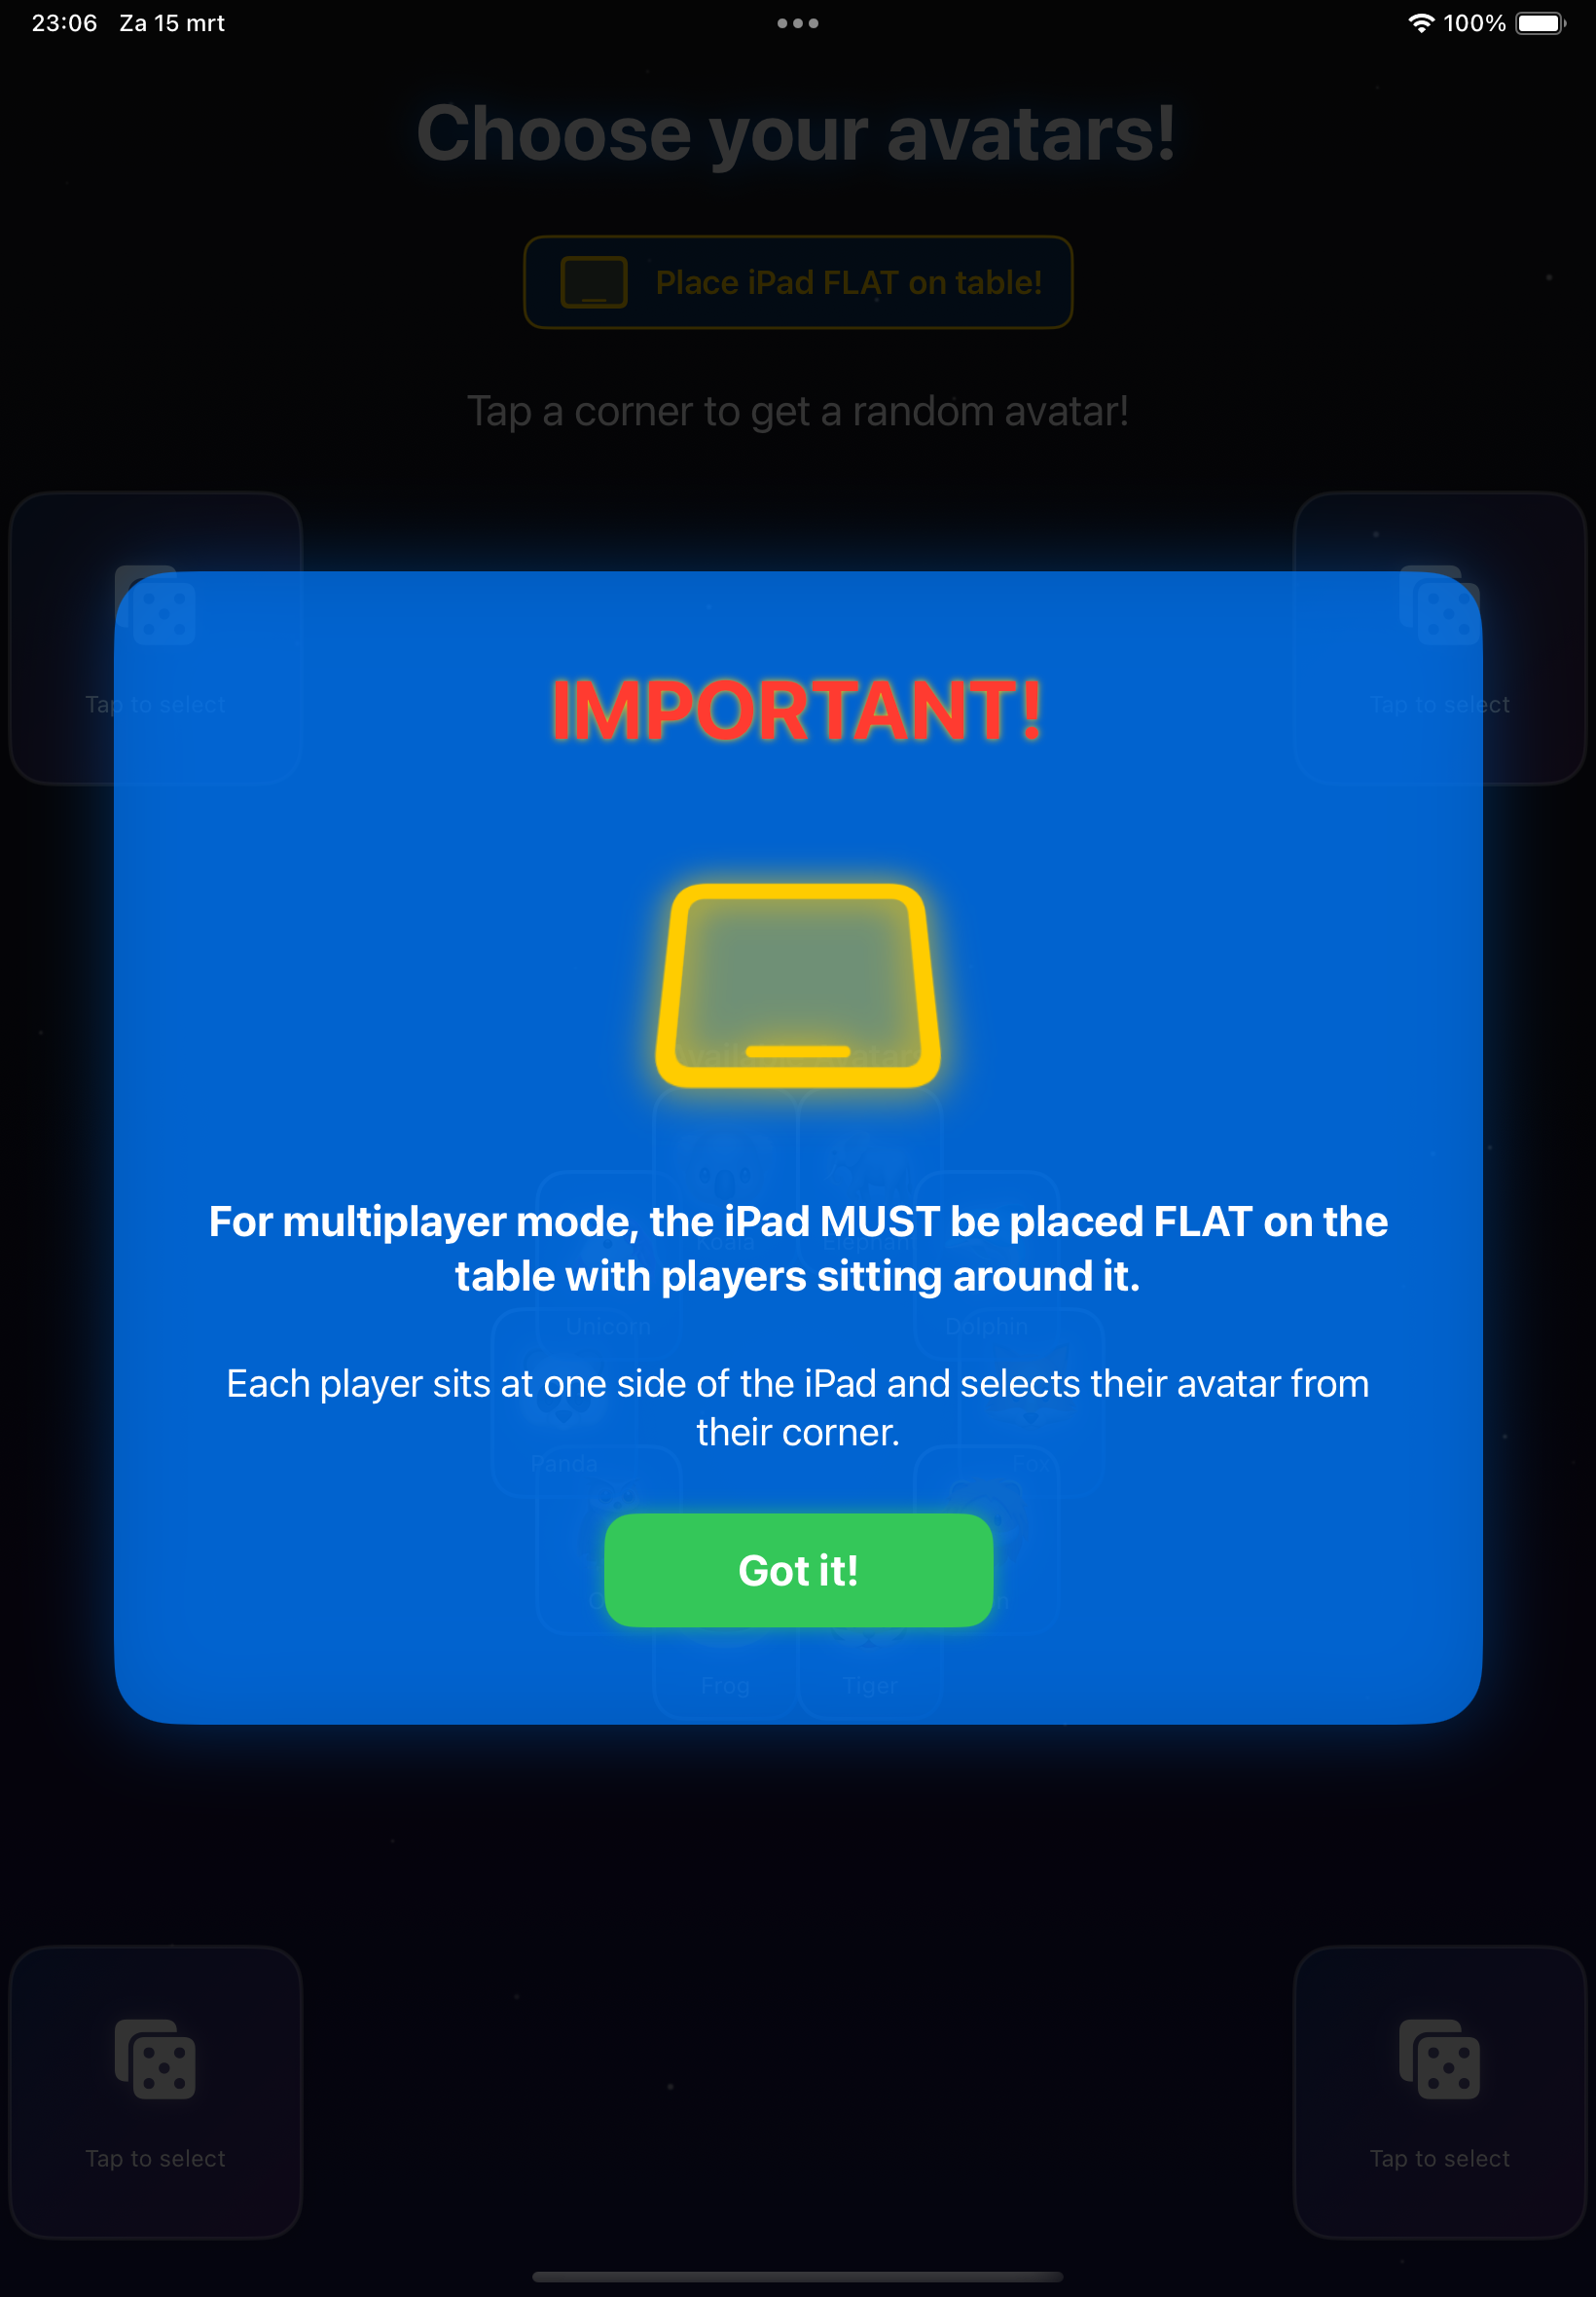 23:06 Za 15 mrt
100%
Choose your avatars!
Place iPad FLAT on table!
Tap a corner to get a random avatar!
Tap to select
Tap to select
IMPORTANT!
For multiplayer mode, the iPad MUST be placed FLAT on the
table with players sitting around it.
Koala
Elephant
Unicorn
Dolphin
Each player sits at one side of the iPad and selects their avatar from
their corner.
Panda
Fox
Got it!
Frog
Tiger
Tap to select
Tap to select